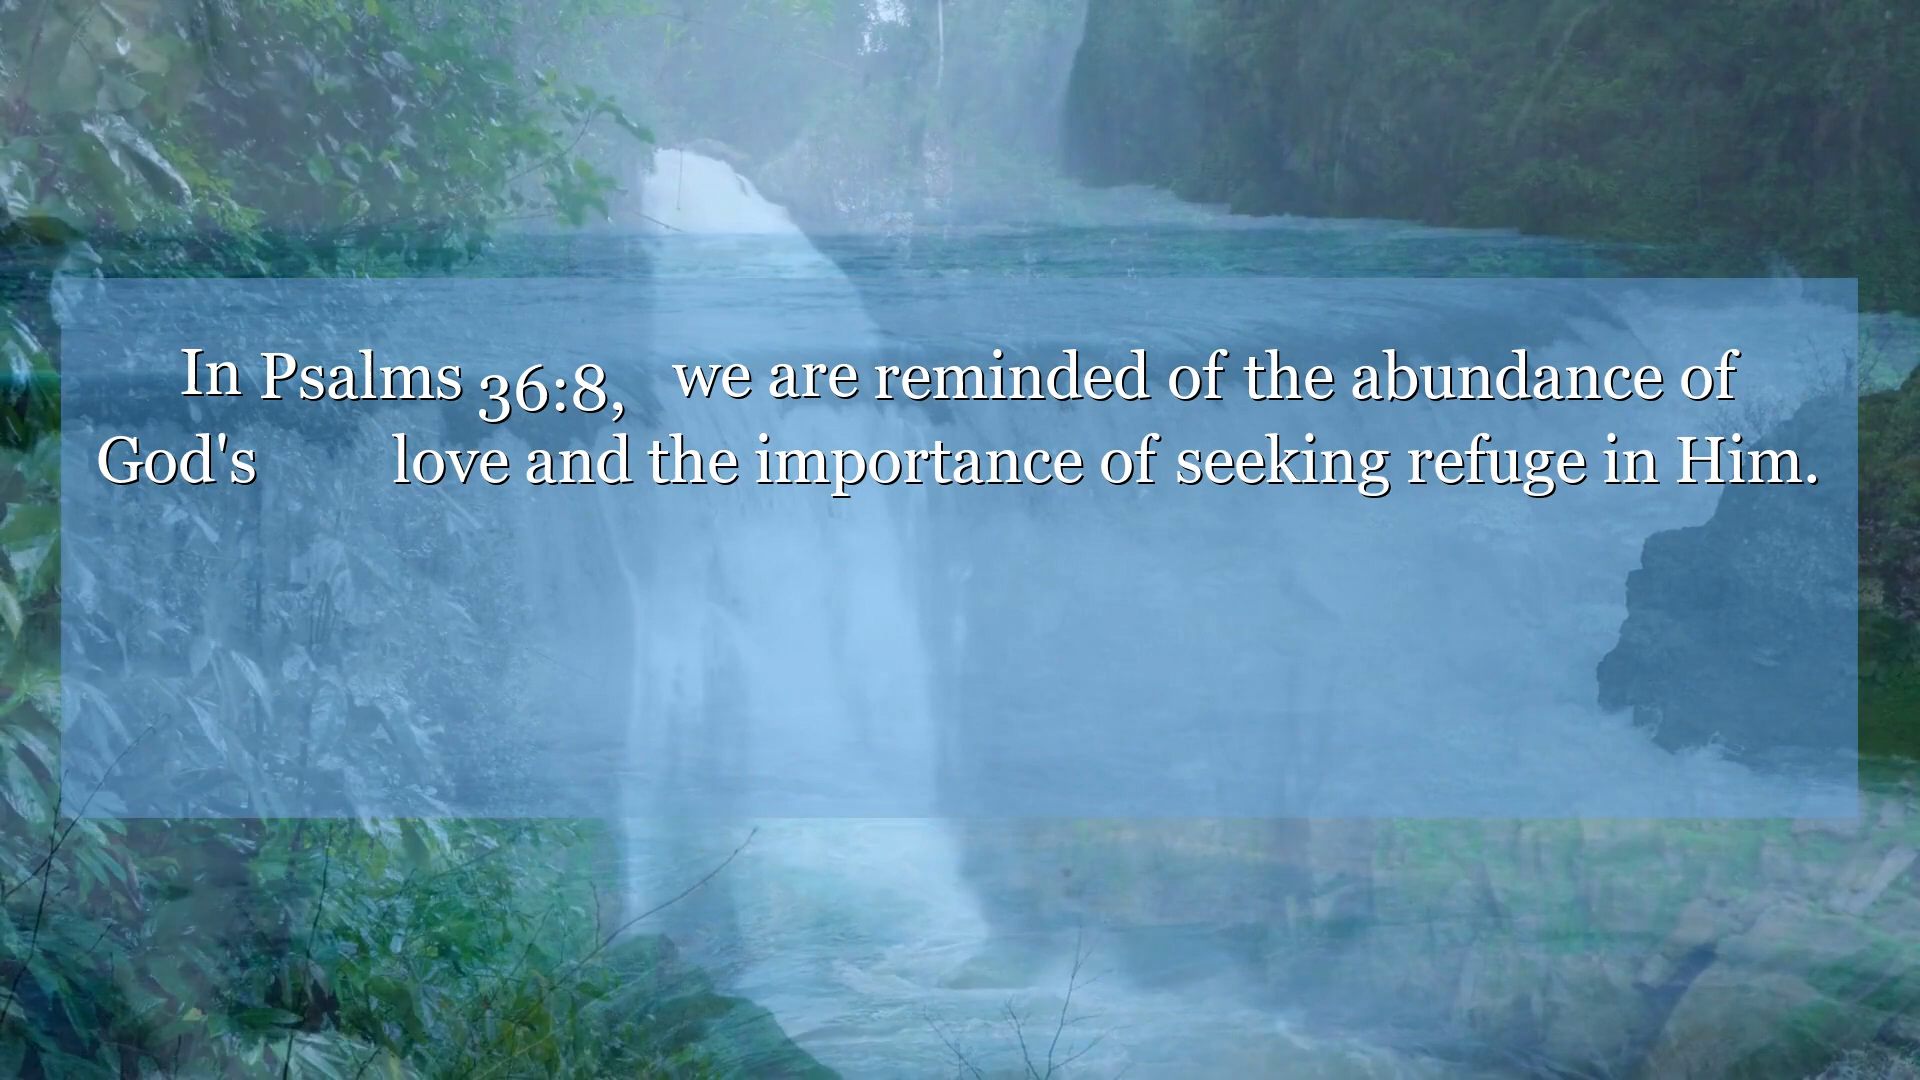 In Psalms 36:8, we are reminded of the abundance of
God's love and the importance of seeking refuge in Him.